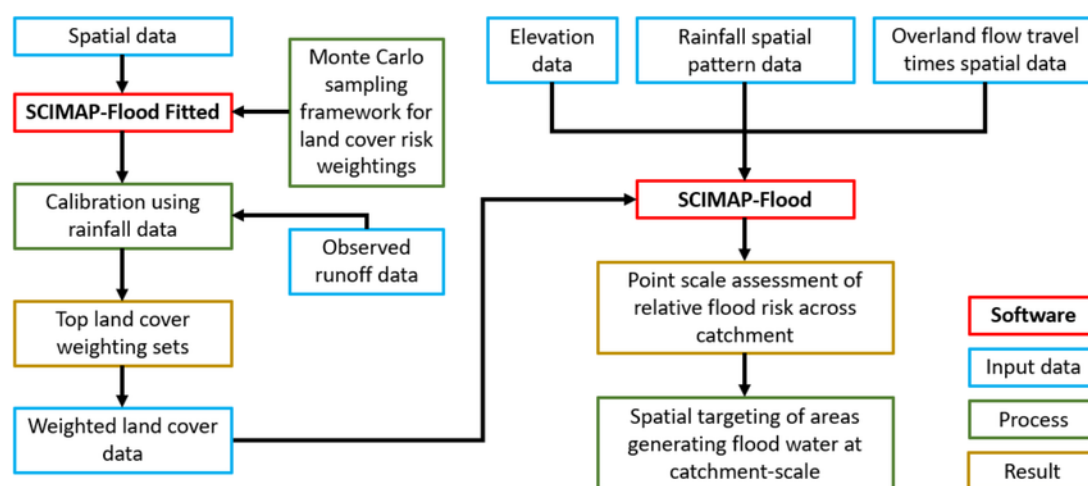 Spatial data
SCIMAP-Flood Fitted
Monte Carlo
sampling
framework for
land cover risk
weightings
Calibration using
rainfall data
Observed
runoff data
Top land cover
weighting sets
Weighted land cover
data
Elevation
data
Rainfall spatial
pattern data
Overland flow travel
times spatial data
SCIMAP-Flood
Point scale assessment of
relative flood risk across
catchment
Spatial targeting of areas
generating flood water at
catchment-scale
Software
Input data
Process
Result